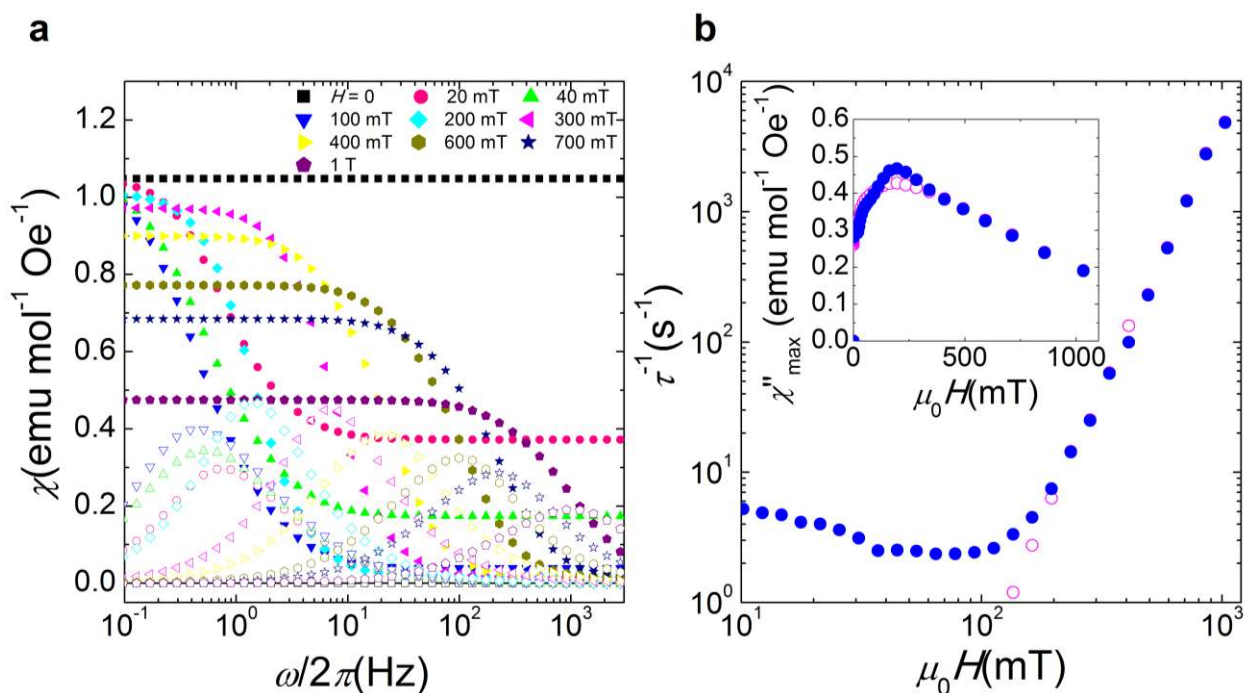 a
χ(emu mol⁻¹ Oe⁻¹)
1.2
1.0
0.8
0.6
0.4
0.2
0.0
H = 0 20 mT 40 mT
100 mT 200 mT 300 mT
400 mT 600 mT 700 mT
1 T
10⁻¹ 10⁰ 10¹ 10² 10³
ω/2π(Hz)
b
τ⁻¹(s⁻¹)
10⁴
10³
10²
10¹
10⁰
χ"max (emu mol⁻¹ Oe⁻¹)
0.6
0.5
0.4
0.3
0.2
0.1
0.0
0 500 1000
μ₀H(mT)
10¹ 10² 10³
μ₀H(mT)